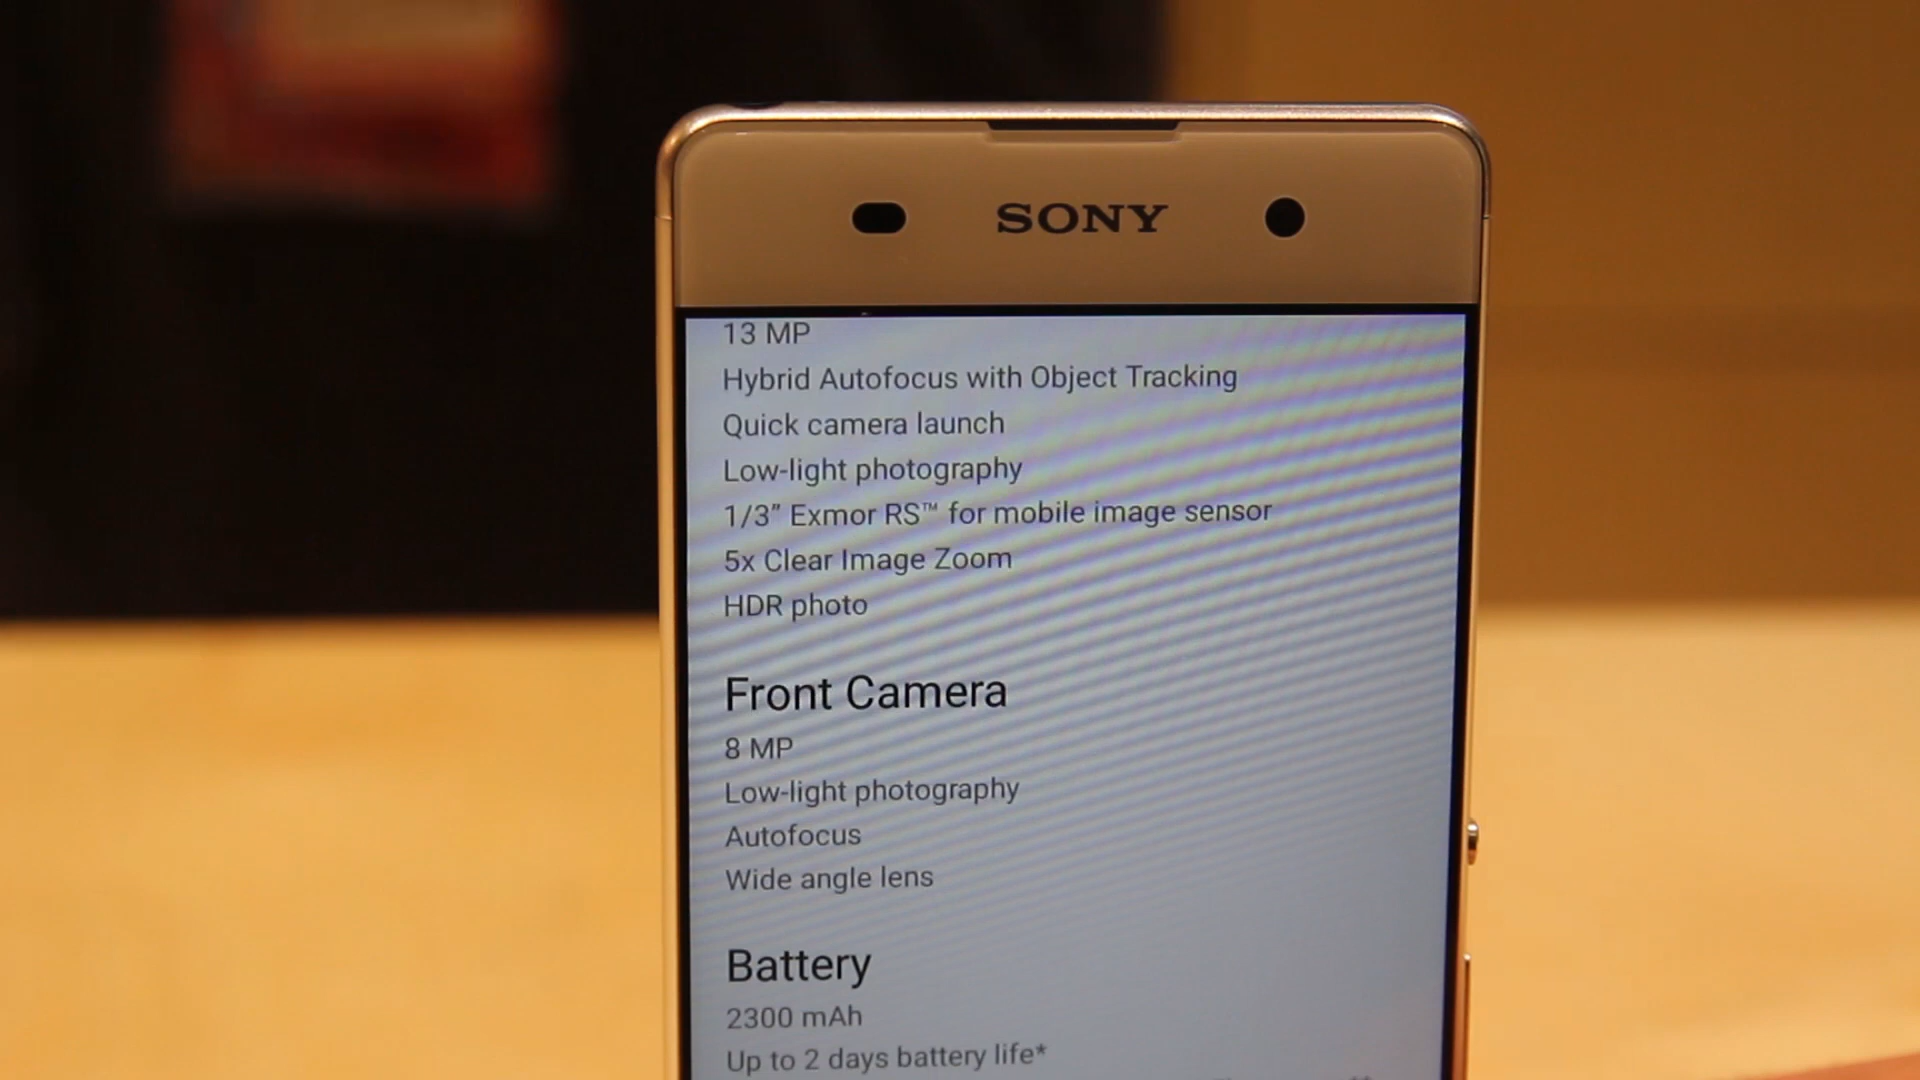 SONY
13 MP
Hybrid Autofocus with Object Tracking
Quick camera launch
Low-light photography
1/3” Exmor RS™ for mobile image sensor
5x Clear Image Zoom
HDR photo
Front Camera
8 MP
Low-light photography
Autofocus
Wide angle lens
Battery
2300 mAh
Up to 2 days battery life*